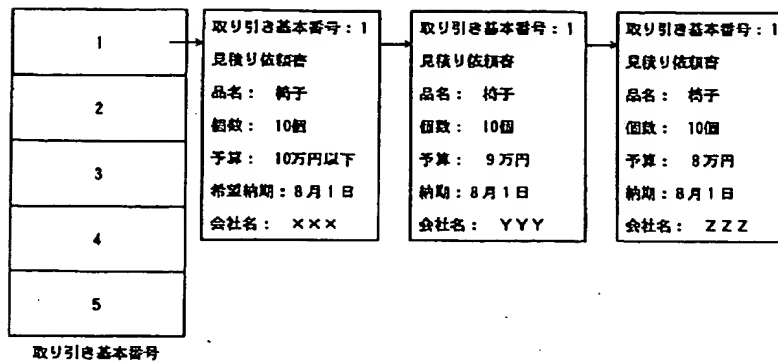 1
2
3
4
5
取り引き基本番号
取り引き基本番号：1
見積り依頼書
品名： 椅子
個数： 10個
予算： 10万円以下
希望納期：8月1日
会社名： ×××
取り引き基本番号：1
見積り依頼書
品名： 椅子
個数： 10個
予算： 9万円
納期：8月1日
会社名： YYY
取り引き基本番号：1
見積り依頼書
品名： 椅子
個数： 10個
予算： 8万円
納期：8月1日
会社名： ZZZ